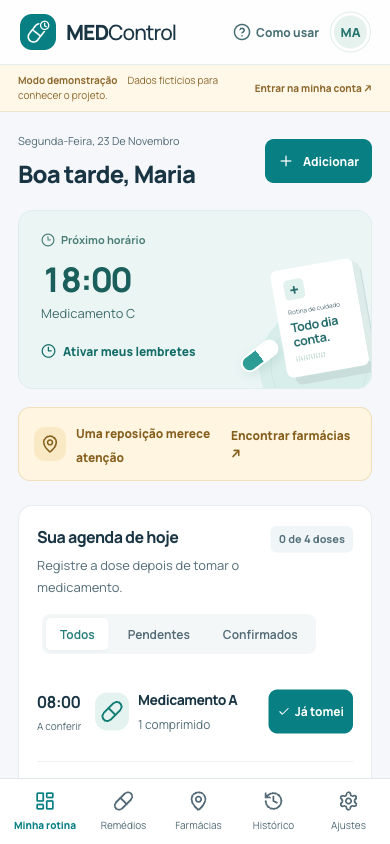 MEDControl
Como usar
MA
Modo demonstração Dados fictícios para
conhecer o projeto.
Entrar na minha conta ↗
Segunda-Feira, 23 De Novembro
Boa tarde, Maria
+ Adicionar
Próximo horário
18:00
Medicamento C
Ativar meus lembretes
Rotina de cuidado
Todo dia
conta.
Uma reposição merece
atenção
Encontrar farmácias
↗
Sua agenda de hoje
0 de 4 doses
Registre a dose depois de tomar o
medicamento.
Todos
Pendentes
Confirmados
08:00
A conferir
Medicamento A
1 comprimido
Já tomei
Minha rotina
Remédios
Farmácias
Histórico
Ajustes